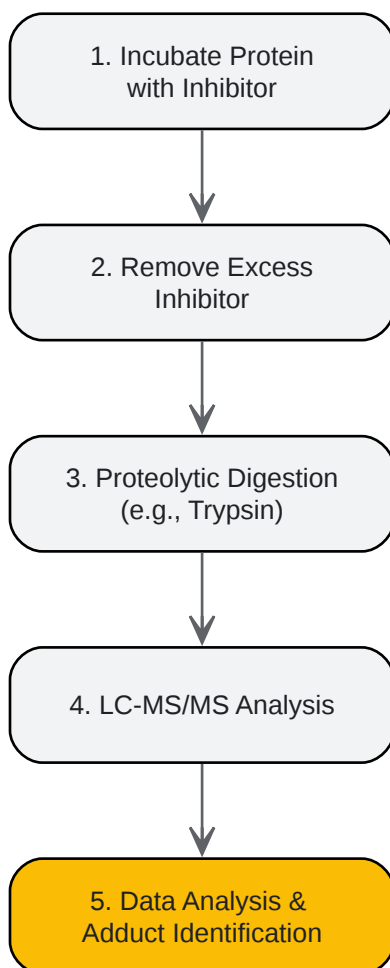 1. Incubate Protein
with Inhibitor
2. Remove Excess
Inhibitor
3. Proteolytic Digestion
(e.g., Trypsin)
4. LC-MS/MS Analysis
5. Data Analysis &
Adduct Identification